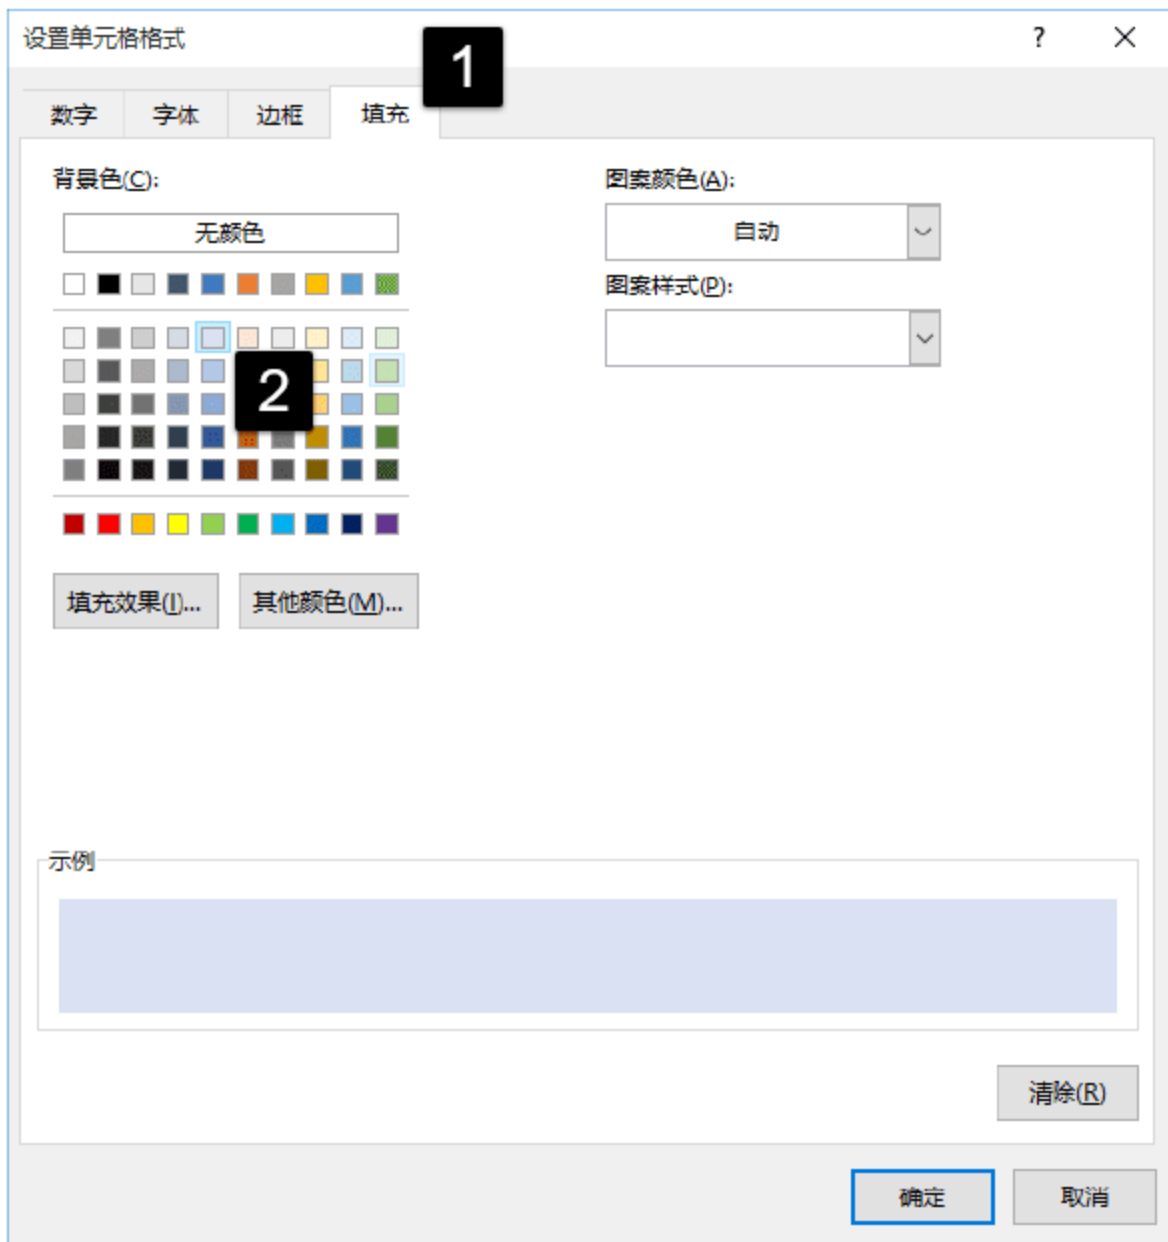 设置单元格格式
?
1
数字 字体 边框 填充
背景色(C):
无颜色
图案颜色(A):
自动
图案样式(P):
2
填充效果(I)... 其他颜色(M)...
示例
清除(R)
确定 取消